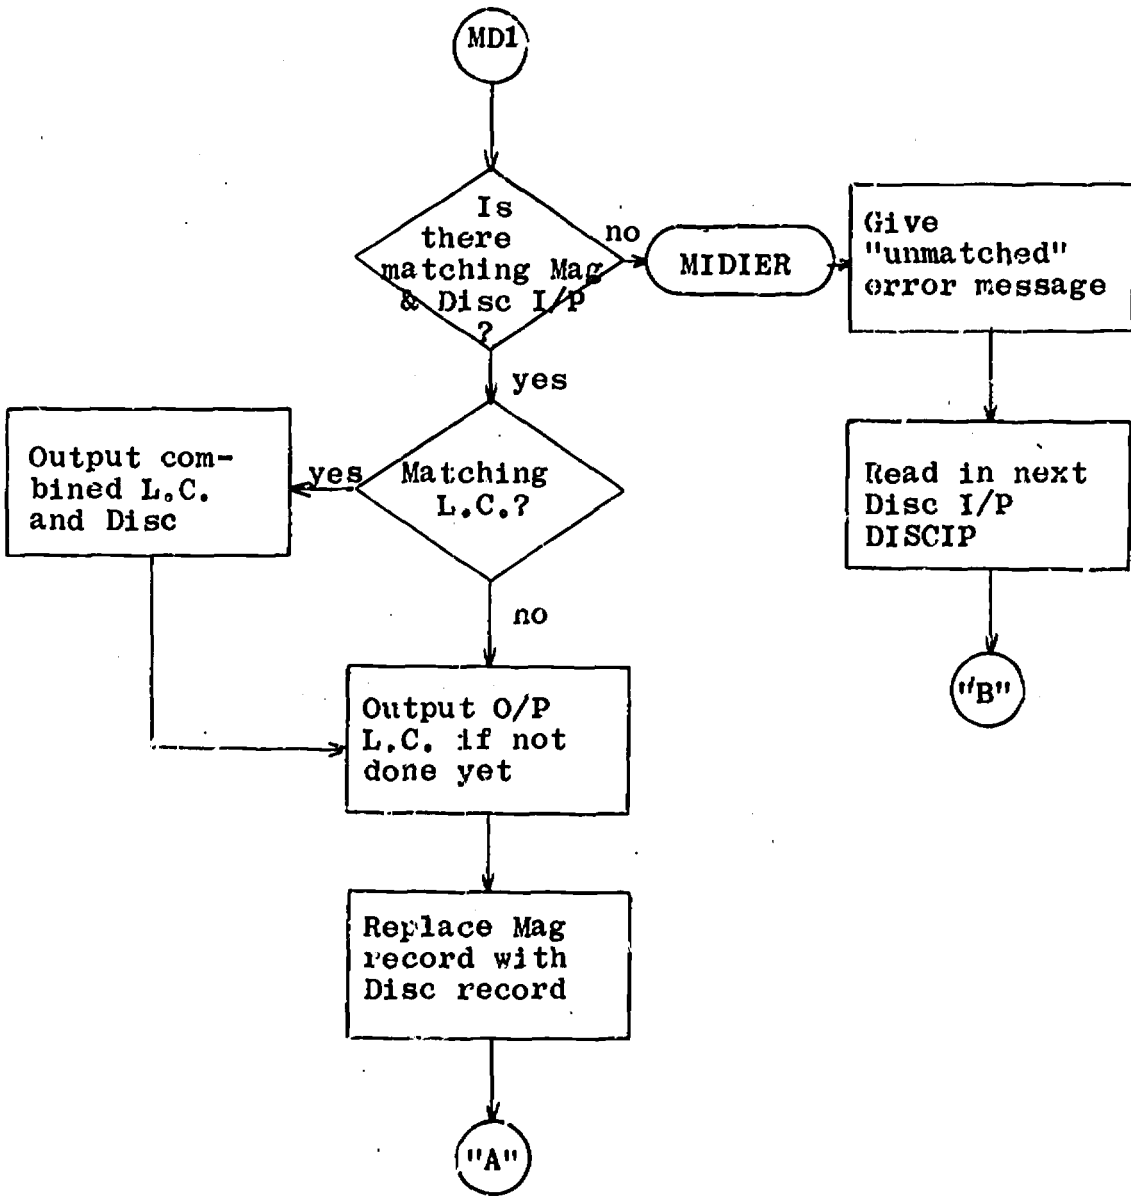 MD1
Is
there
matching Mag
& Disc I/P
?
no
MIDIER
Give
"unmatched"
error message
yes
Matching
L.C.?
yes
Output com-
bined L.C.
and Disc
Read in next
Disc I/P
DISCIP
no
"B"
Output O/P
L.C. if not
done yet
Replace Mag
record with
Disc record
"A"